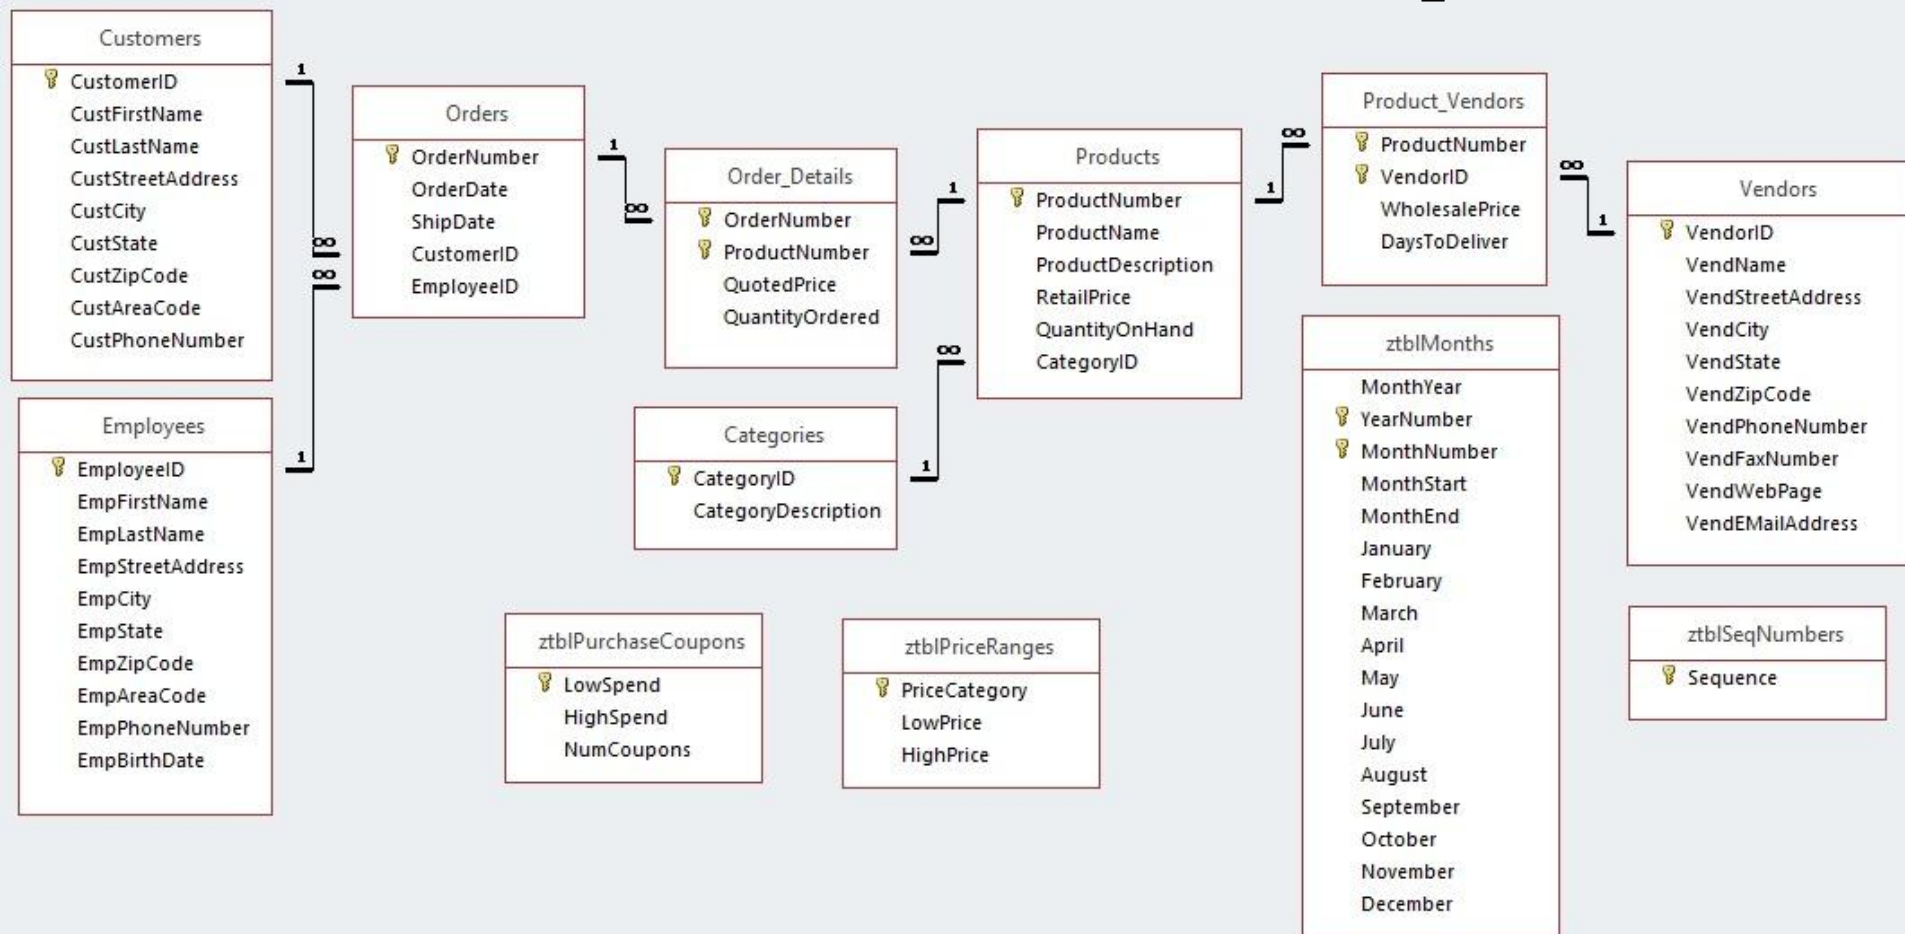 Customers
CustomerID
CustFirstName
CustLastName
CustStreetAddress
CustCity
CustState
CustZipCode
CustAreaCode
CustPhoneNumber
Employees
EmployeeID
EmpFirstName
EmpLastName
EmpStreetAddress
EmpCity
EmpState
EmpZipCode
EmpAreaCode
EmpPhoneNumber
EmpBirthDate
1
∞
∞
1
Orders
OrderNumber
OrderDate
ShipDate
CustomerID
EmployeeID
1
∞
Order_Details
OrderNumber
ProductNumber
QuotedPrice
QuantityOrdered
1
∞
Categories
CategoryID
CategoryDescription
∞
1
Products
ProductNumber
ProductName
ProductDescription
RetailPrice
QuantityOnHand
CategoryID
∞
1
Product_Vendors
ProductNumber
VendorID
WholesalePrice
DaysToDeliver
∞
1
Vendors
VendorID
VendName
VendStreetAddress
VendCity
VendState
VendZipCode
VendPhoneNumber
VendFaxNumber
VendWebPage
VendEMailAddress
ztblPurchaseCoupons
LowSpend
HighSpend
NumCoupons
ztblPriceRanges
PriceCategory
LowPrice
HighPrice
ztblMonths
MonthYear
YearNumber
MonthNumber
MonthStart
MonthEnd
January
February
March
April
May
June
July
August
September
October
November
December
ztblSeqNumbers
Sequence